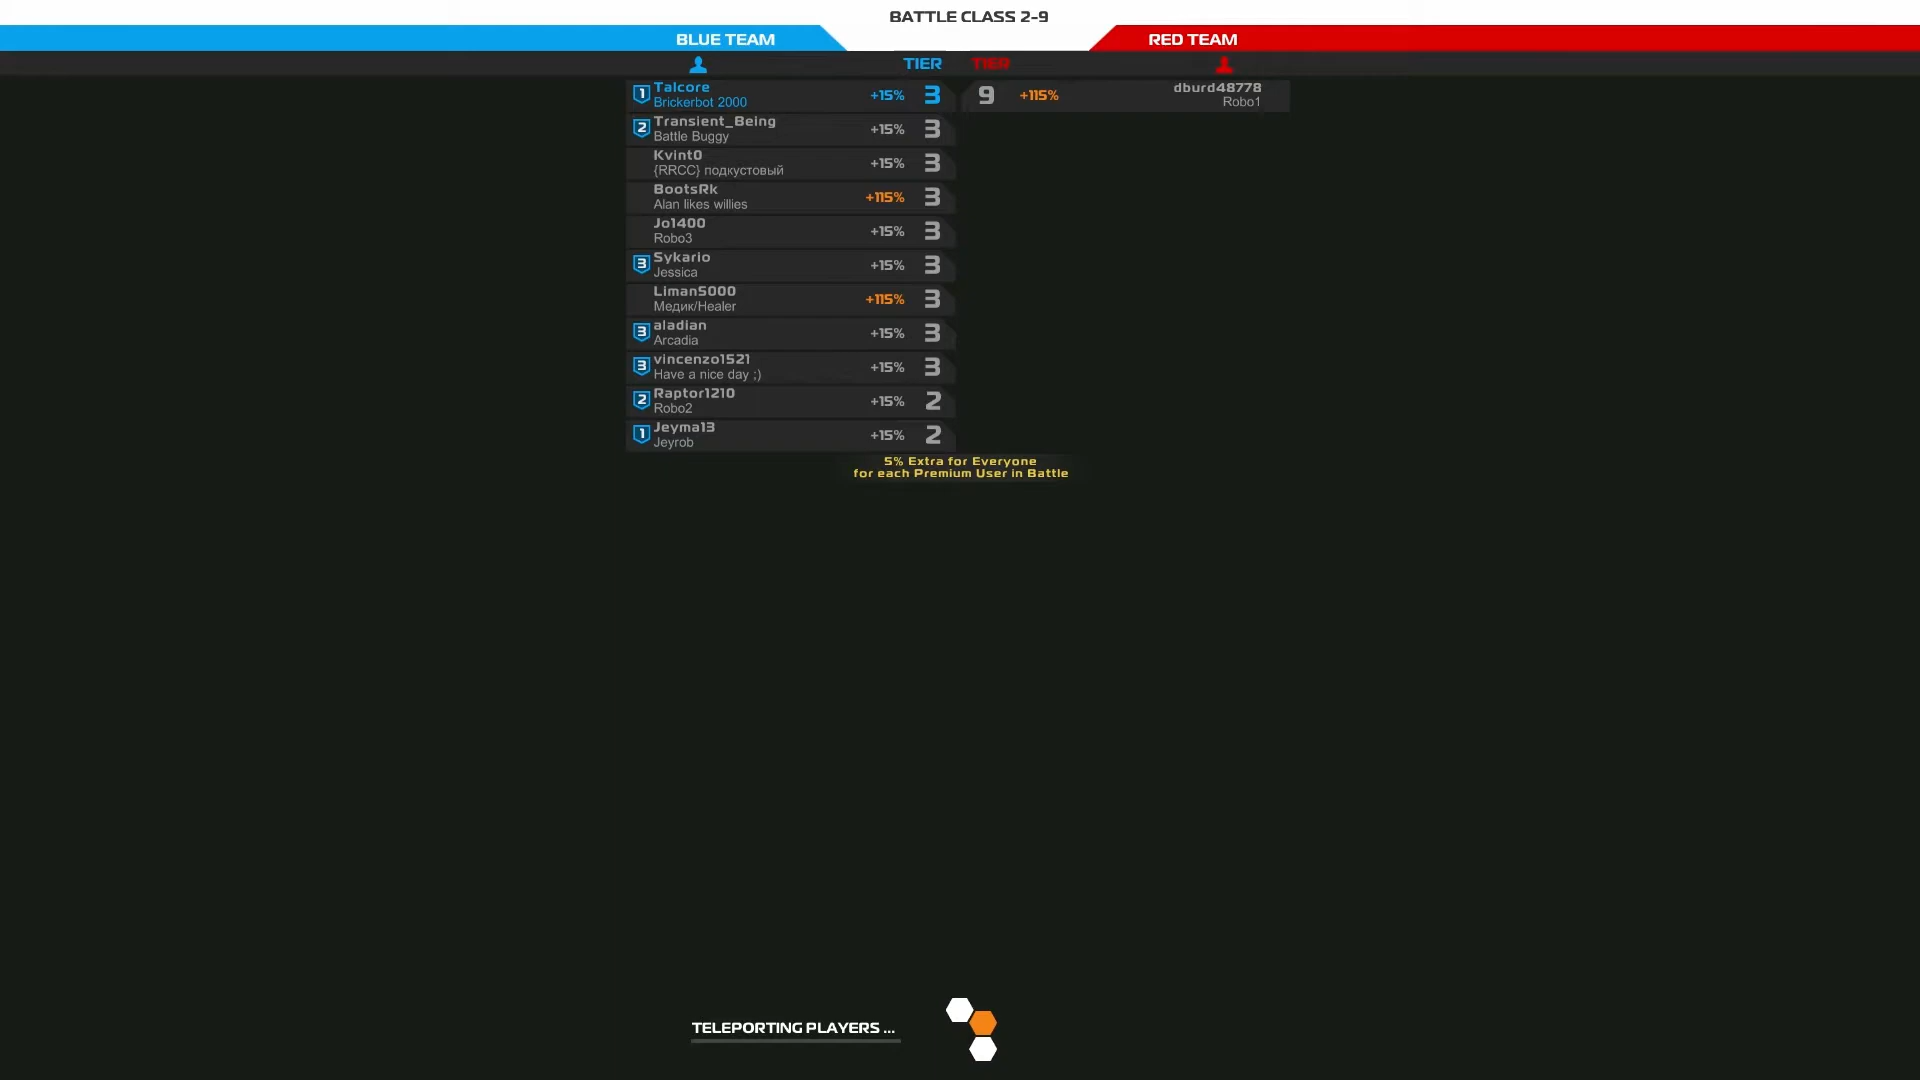 BATTLE CLASS 2-9
BLUE TEAM
RED TEAM
TIER
TIER
1 Talcore +15% 3
Brickerbot 2000
9 +115% dburd48778
Robo1
2 Transient_Being +15% 3
Battle Buggy
Kvint0 +15% 3
{RRCC} подкустовый
BootsRk +115% 3
Alan likes willies
Jo1400 +15% 3
Robo3
3 Sykario +15% 3
Jessica
Liman5000 +115% 3
Медик/Healer
3 aladian +15% 3
Arcadia
3 vincenzo1521 +15% 3
Have a nice day ;)
2 Raptor1210 +15% 2
Robo2
1 Jeyma13 +15% 2
Jeyrob
5% Extra for Everyone
for each Premium User in Battle
TELEPORTING PLAYERS ...